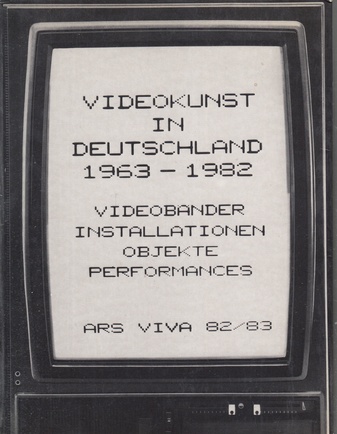 VIDEOKUNST
IN
DEUTSCHLAND
1963 - 1982
VIDEOBANDER
INSTALLATIONEN
OBJEKTE
PERFORMANCES
ARS VIVA 82/83